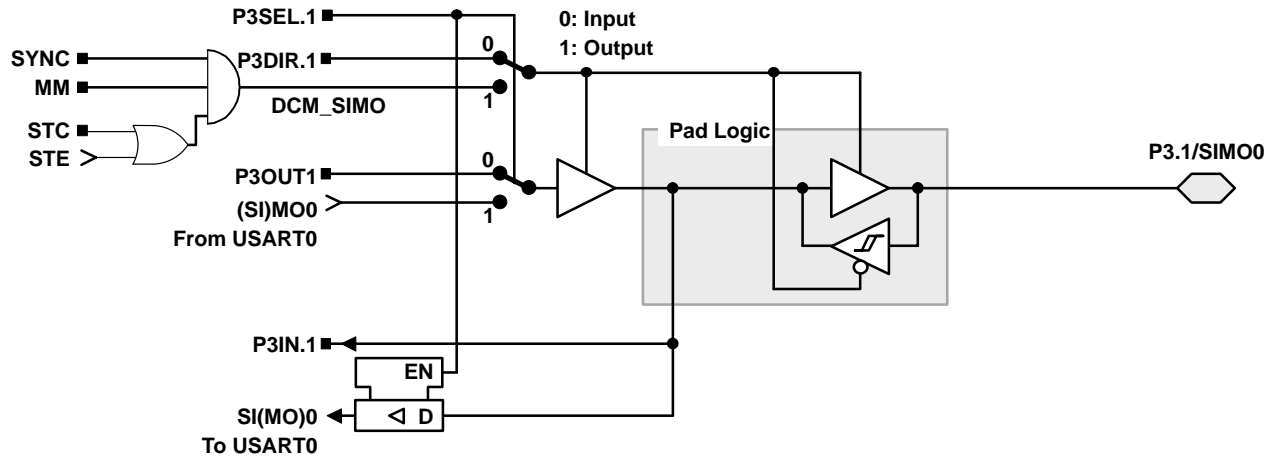 P3SEL.1
0: Input
1: Output
SYNC
P3DIR.1
0
MM
1
DCM_SIMO
STC
STE
Pad Logic
P3.1/SIMO0
P3OUT1
0
(SI)MO0
1
From USART0
P3IN.1
EN
SI(MO)0
D
To USART0